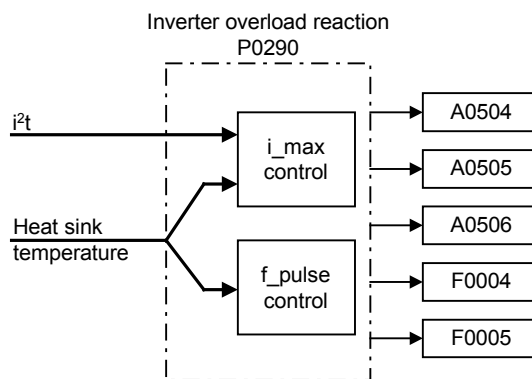 Inverter overload reaction
P0290
i²t
i_max
control
Heat sink
temperature
f_pulse
control
A0504
A0505
A0506
F0004
F0005